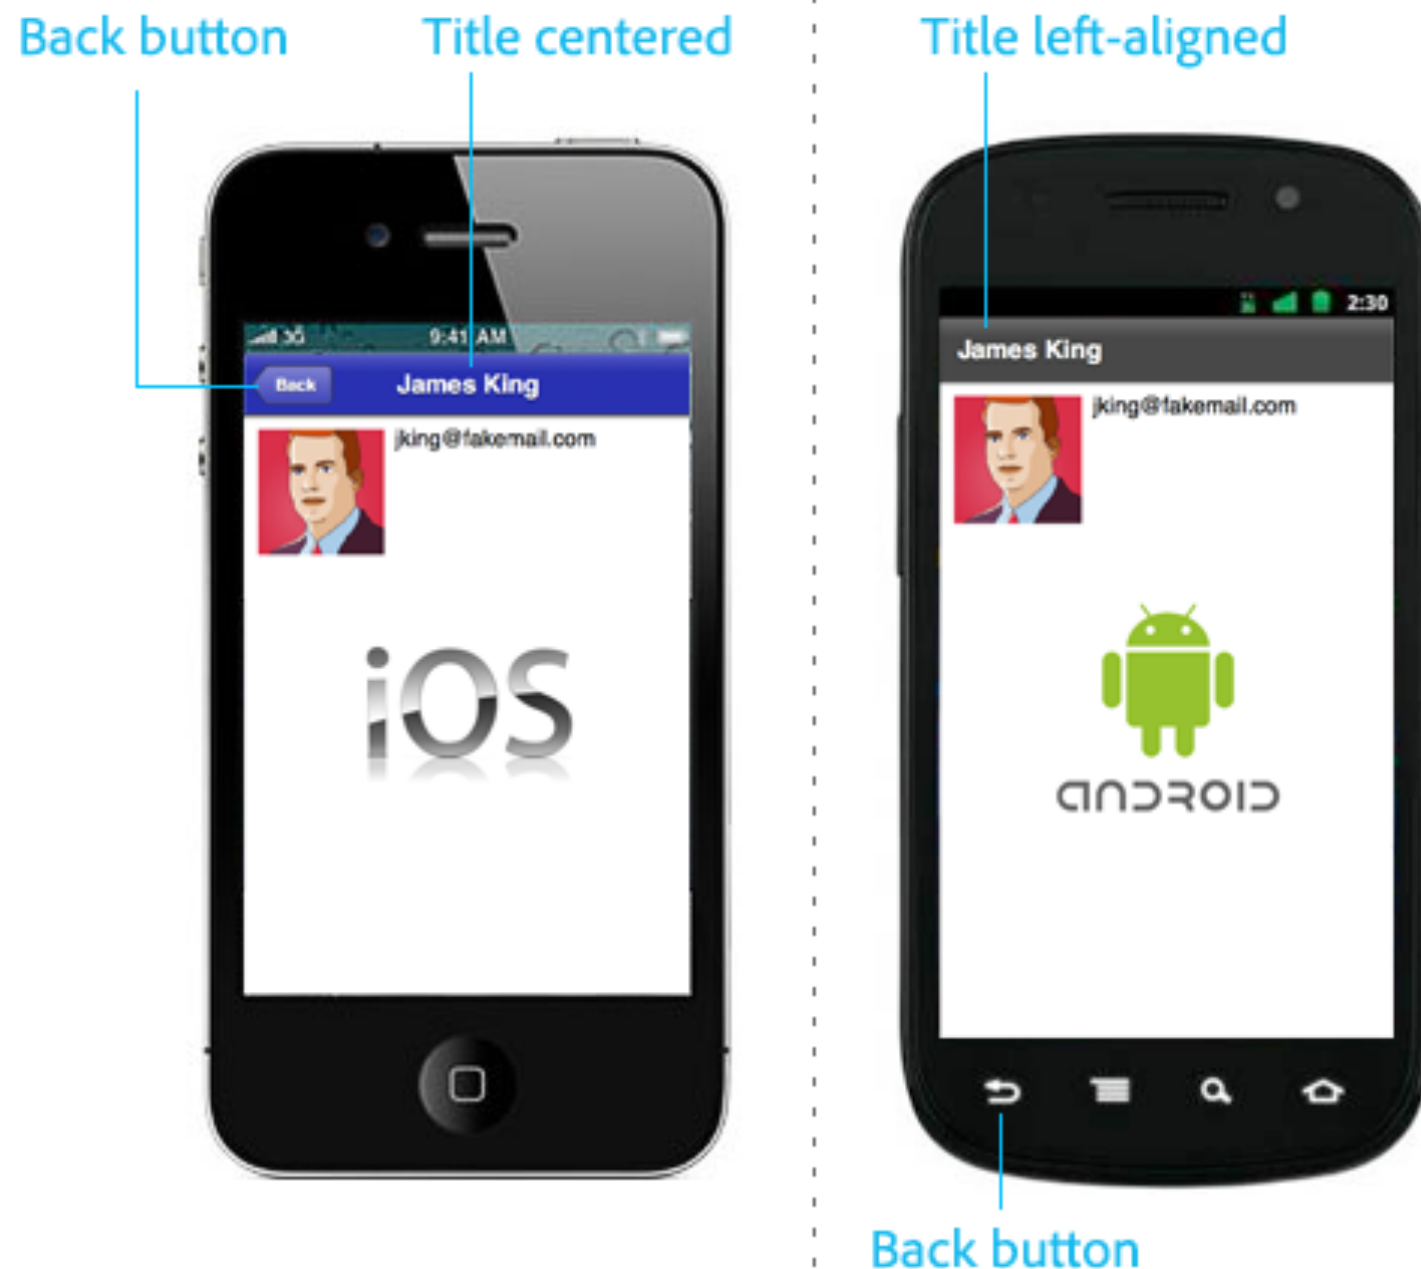 Back button
Title centered
3G
9:41 AM
Back
James King
jking@fakemail.com
iOS
Title left-aligned
2:30
James King
jking@fakemail.com
ANDROID
Back button